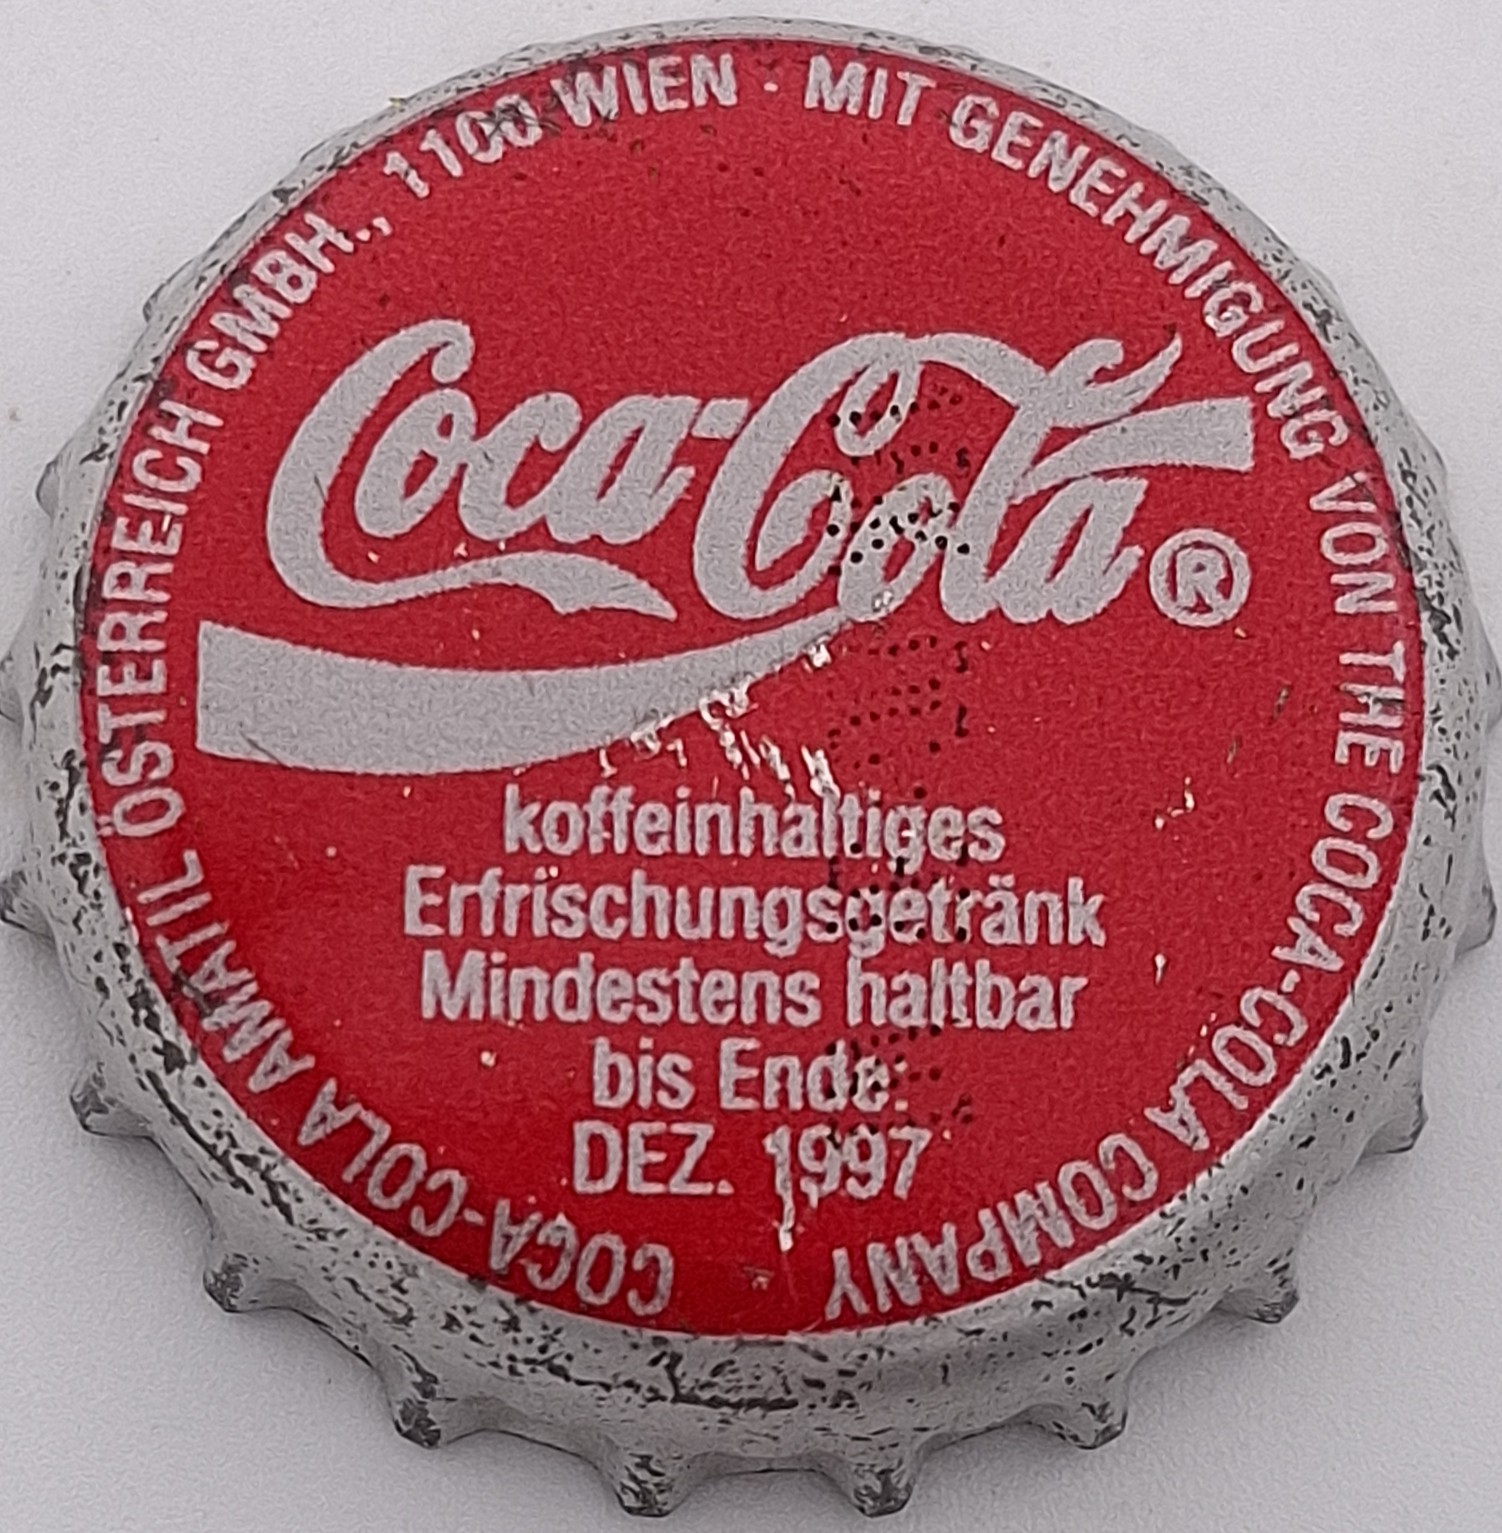 Coca-Cola ®
koffeinhaltiges
Erfrischungsgetränk
Mindestens haltbar
bis Ende:
DEZ. 1997
COCA-COLA AMATIL ÖSTERREICH GMBH., 1100 WIEN · MIT GENEHMIGUNG VON THE COCA-COLA COMPANY